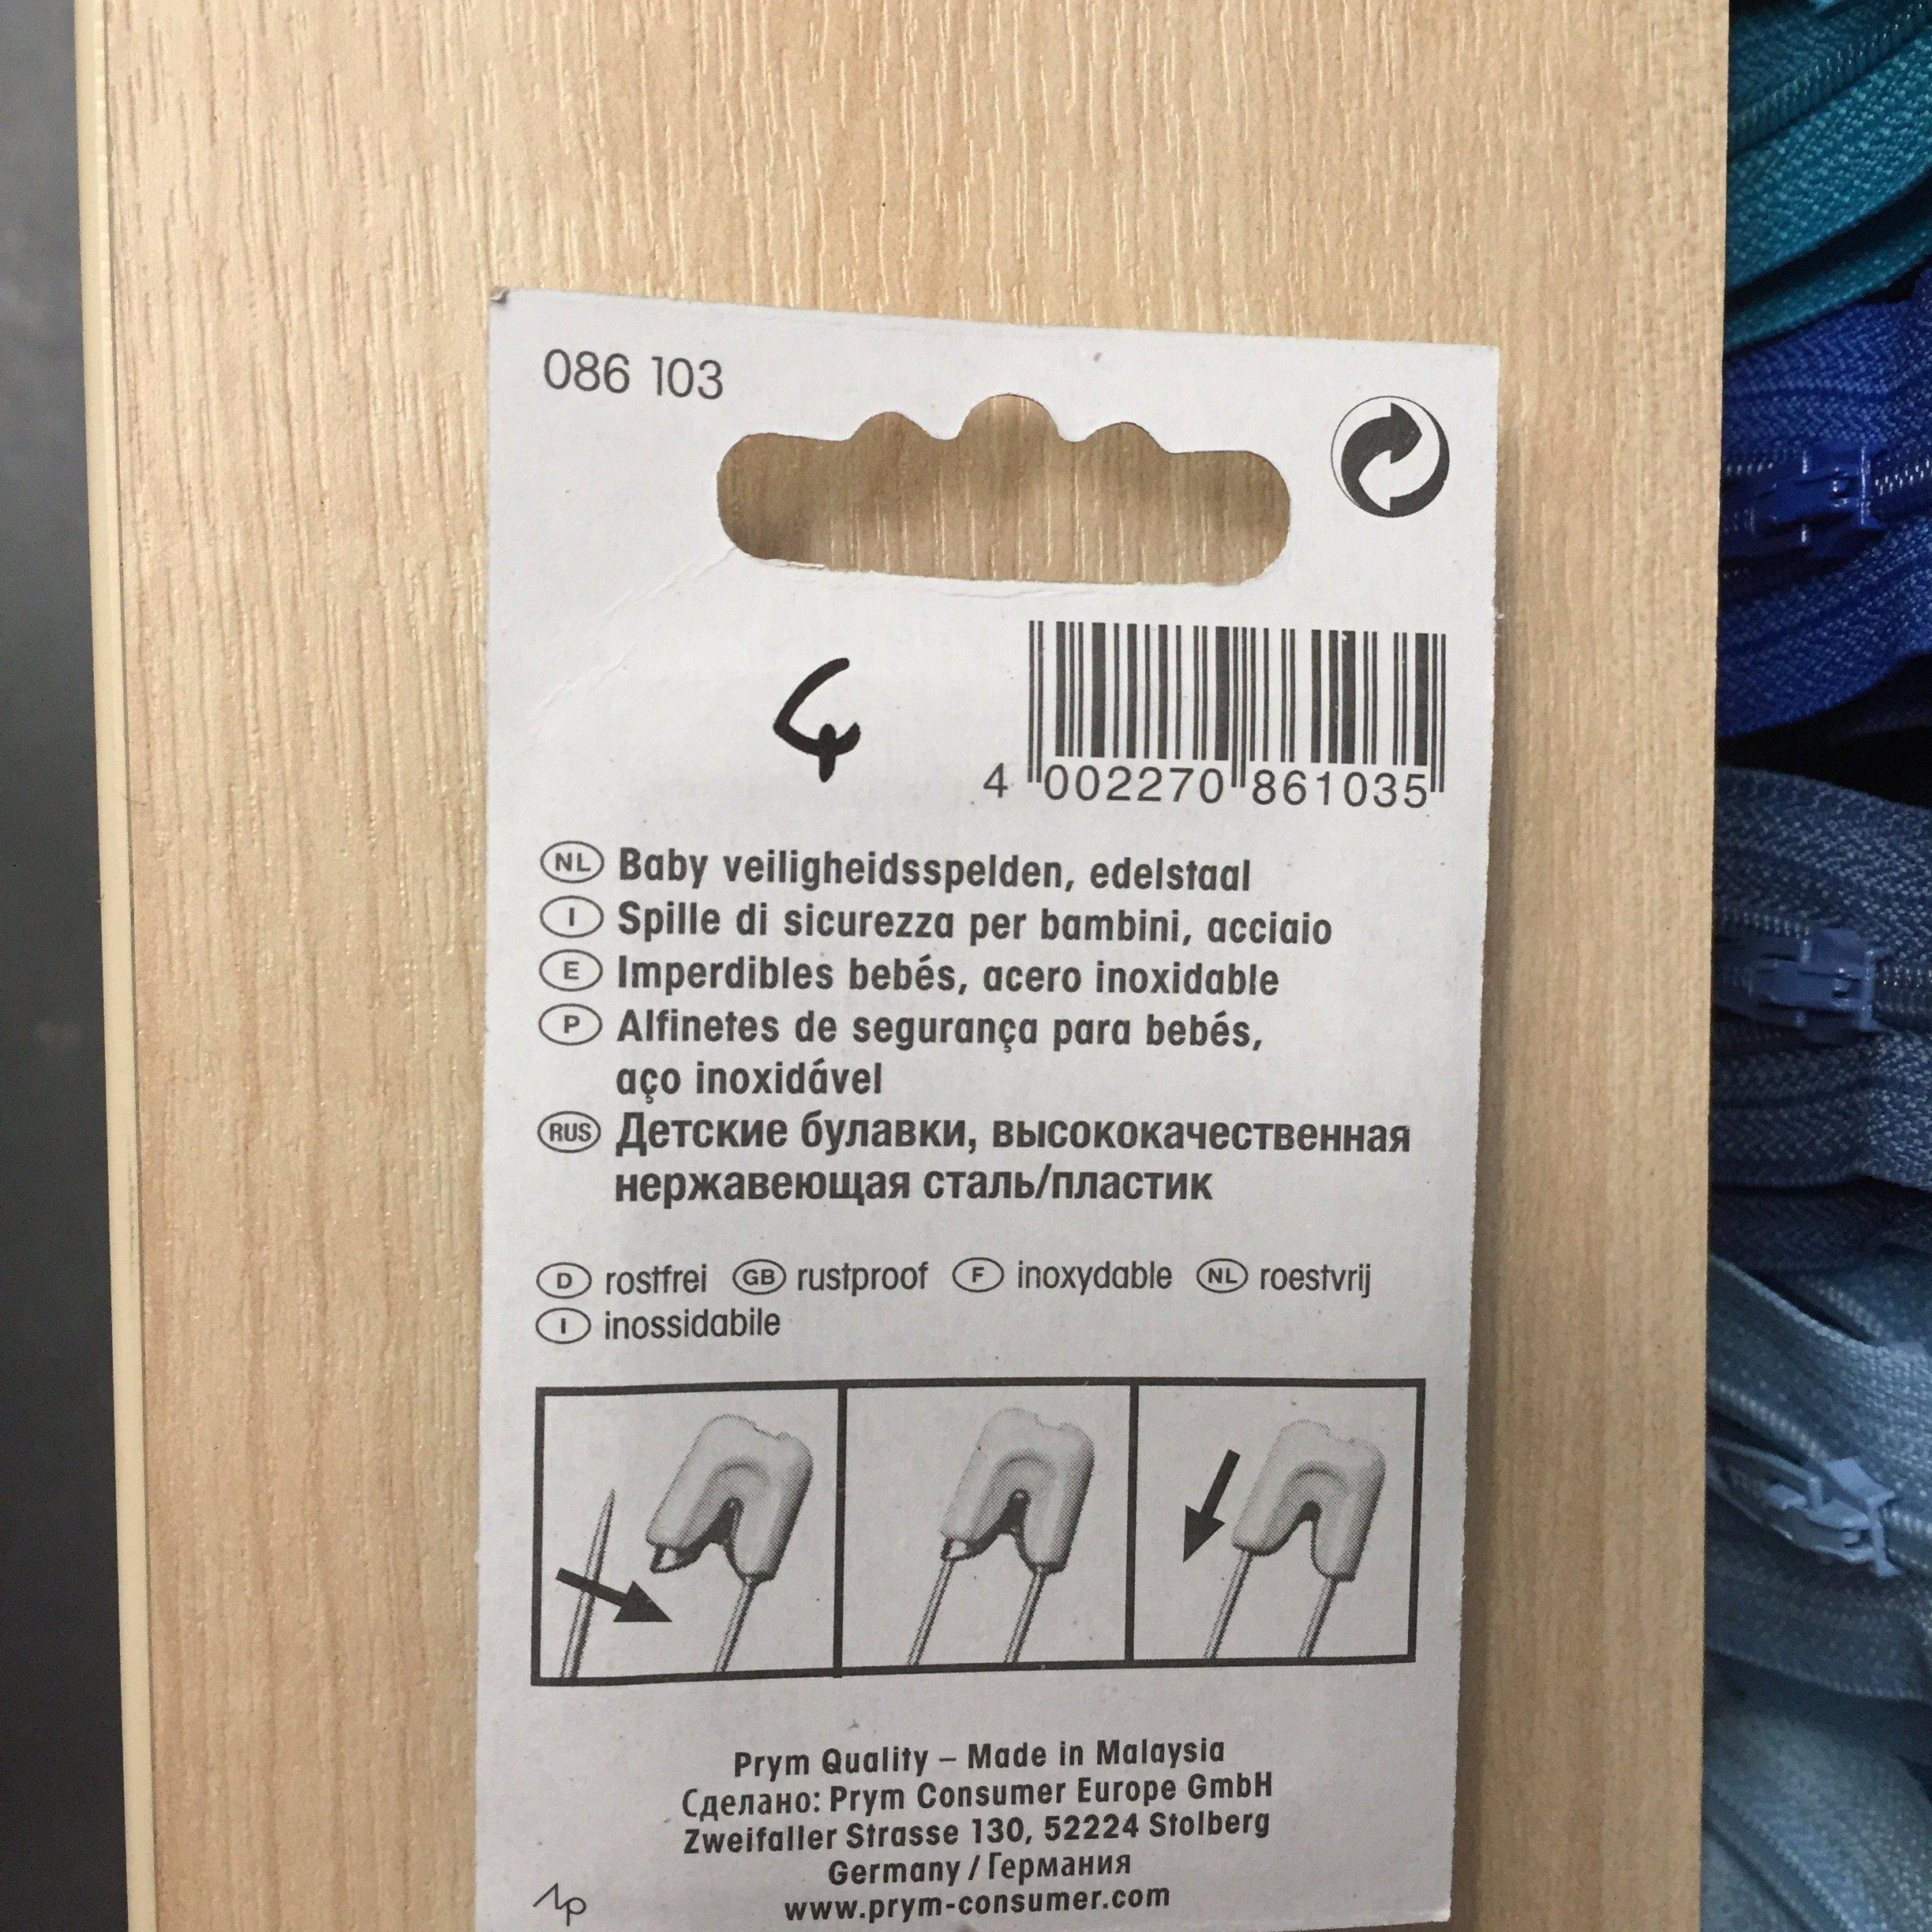 086 103
4
4 002270 861035
NL Baby veiligheidsspelden, edelstaal
I Spille di sicurezza per bambini, acciaio
E Imperdibles bebés, acero inoxidable
P Alfinetes de segurança para bebés,
aço inoxidável
RUS Детские булавки, высококачественная
нержавеющая сталь/пластик
D rostfrei GB rustproof F inoxydable NL roestvrij
I inossidabile
Prym Quality – Made in Malaysia
Сделано: Prym Consumer Europe GmbH
Zweifaller Strasse 130, 52224 Stolberg
Germany / Германия
www.prym-consumer.com